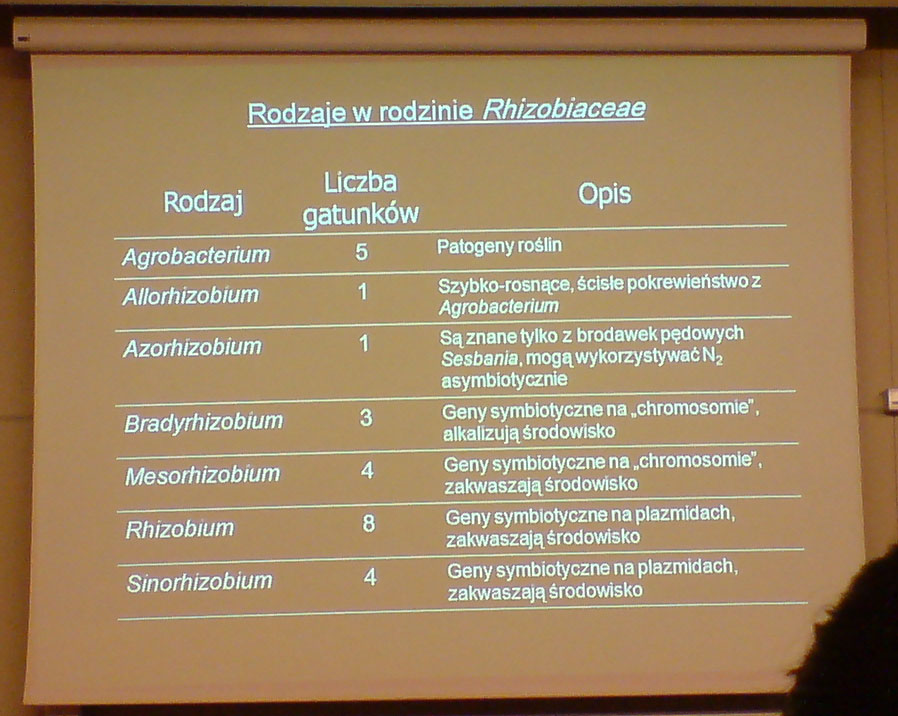 Rodzaje w rodzinie Rhizobiaceae
Rodzaj
Liczba
gatunków
Opis
Agrobacterium 5 Patogeny roślin
Allorhizobium 1 Szybko-rosnące, ścisłe pokrewieństwo z
Agrobacterium
Azorhizobium 1 Są znane tylko z brodawek pędowych
Sesbania, mogą wykorzystywać N₂
asymbiotycznie
Bradyrhizobium 3 Geny symbiotyczne na „chromosomie”,
alkalizują środowisko
Mesorhizobium 4 Geny symbiotyczne na „chromosomie”,
zakwaszają środowisko
Rhizobium 8 Geny symbiotyczne na plazmidach,
zakwaszają środowisko
Sinorhizobium 4 Geny symbiotyczne na plazmidach,
zakwaszają środowisko